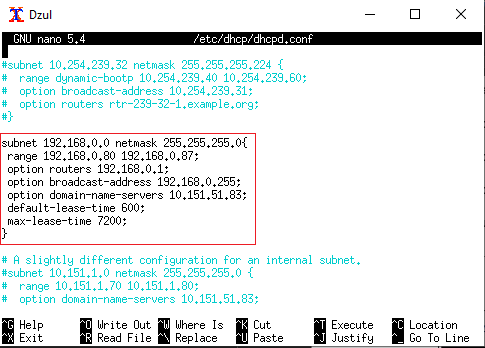 Dzul
GNU nano 5.4 /etc/dhcp/dhcpd.conf
#subnet 10.254.239.32 netmask 255.255.255.224 {
#  range dynamic-bootp 10.254.239.40 10.254.239.60;
#  option broadcast-address 10.254.239.31;
#  option routers rtr-239-32-1.example.org;
#}
subnet 192.168.0.0 netmask 255.255.255.0{
 range 192.168.0.80 192.168.0.87;
 option routers 192.168.0.1;
 option broadcast-address 192.168.0.255;
 option domain-name-servers 10.151.51.83;
 default-lease-time 600;
 max-lease-time 7200;
}
# A slightly different configuration for an internal subnet.
#subnet 10.151.1.0 netmask 255.255.255.0 {
#  range 10.151.1.70 10.151.1.80;
#  option domain-name-servers 10.151.51.83;
^G Help ^O Write Out ^W Where Is ^K Cut ^T Execute ^C Location
^X Exit ^R Read File ^\ Replace ^U Paste ^J Justify ^_ Go To Line